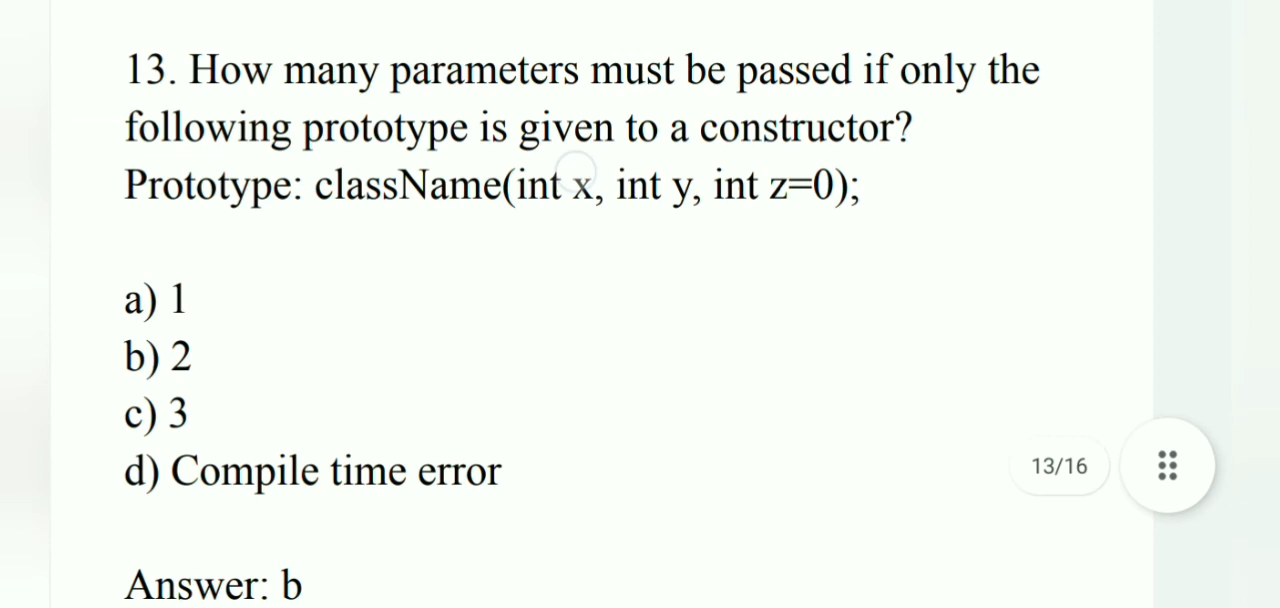 13. How many parameters must be passed if only the
following prototype is given to a constructor?
Prototype: className(int x, int y, int z=0);
a) 1
b) 2
c) 3
d) Compile time error
13/16
Answer: b